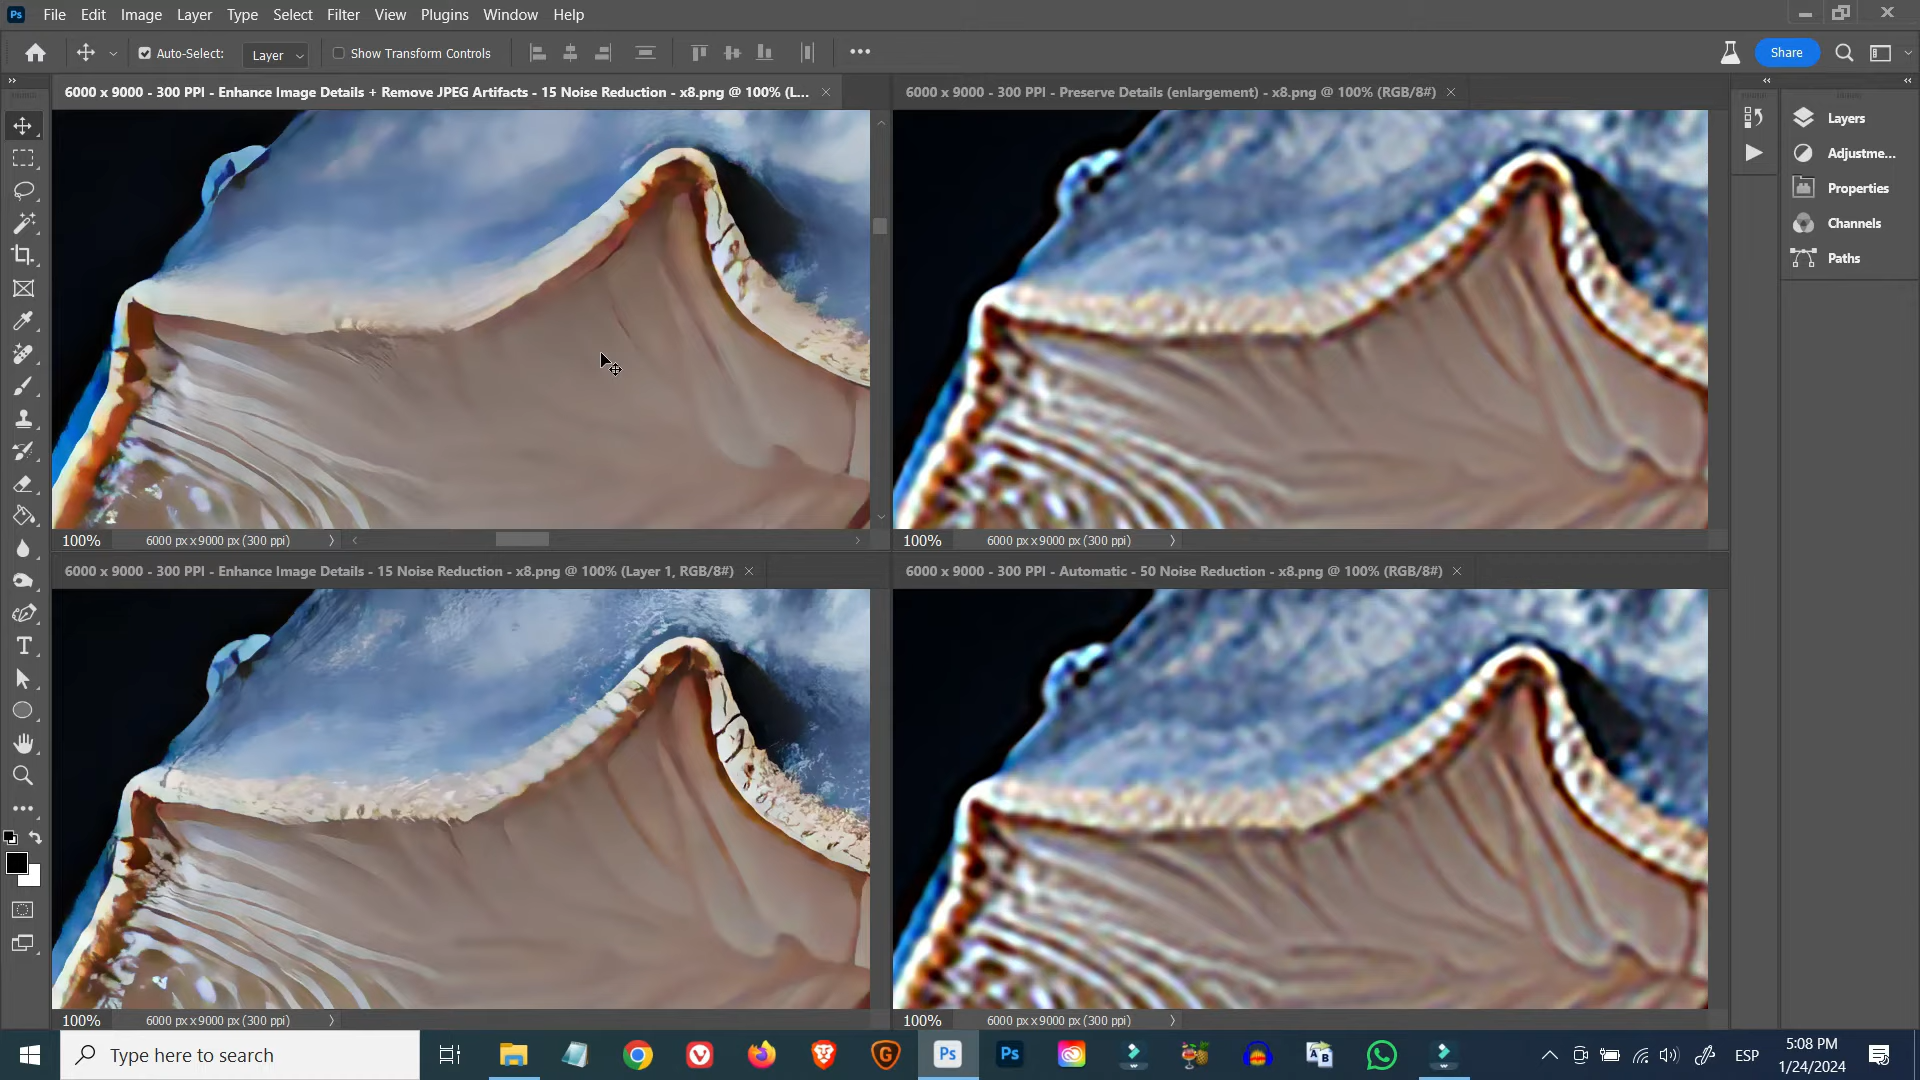 Ps File Edit Image Layer Type Select Filter View Plugins Window Help
Auto-Select: Layer Show Transform Controls Share
6000 x 9000 - 300 PPI - Enhance Image Details + Remove JPEG Artifacts - 15 Noise Reduction - x8.png @ 100% (L...
6000 x 9000 - 300 PPI - Preserve Details (enlargement) - x8.png @ 100% (RGB/8#)
Layers
Adjustme...
Properties
Channels
Paths
100% 6000 px x 9000 px (300 ppi)
100% 6000 px x 9000 px (300 ppi)
6000 x 9000 - 300 PPI - Enhance Image Details - 15 Noise Reduction - x8.png @ 100% (Layer 1, RGB/8#)
6000 x 9000 - 300 PPI - Automatic - 50 Noise Reduction - x8.png @ 100% (RGB/8#)
100% 6000 px x 9000 px (300 ppi)
100% 6000 px x 9000 px (300 ppi)
Type here to search
Ps
Ps
A B
ESP
5:08 PM
1/24/2024